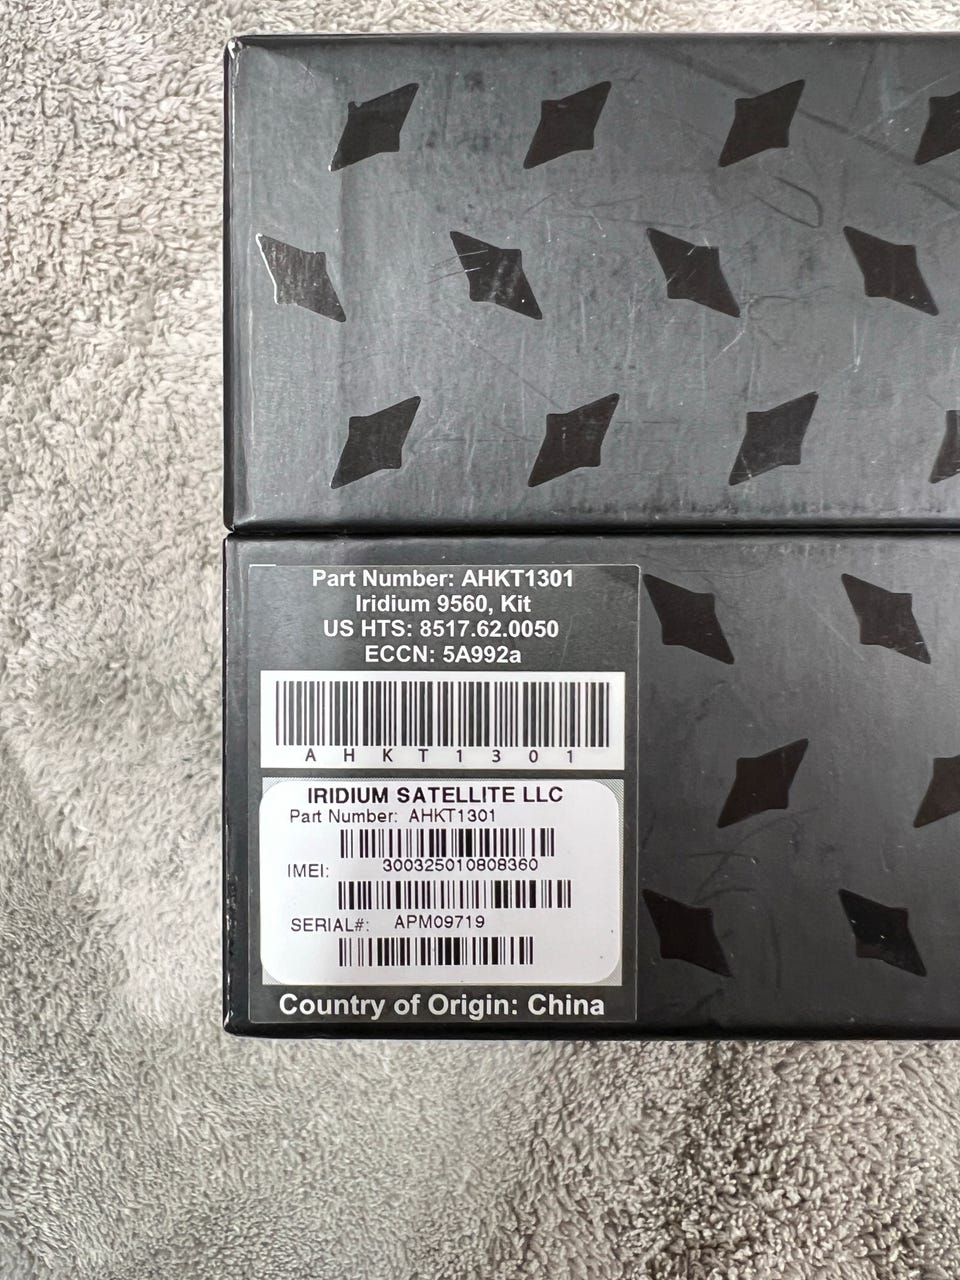 Part Number: AHKT1301
Iridium 9560, Kit
US HTS: 8517.62.0050
ECCN: 5A992a
AHKT1301
IRIDIUM SATELLITE LLC
Part Number: AHKT1301
IMEI: 300325010808360
SERIAL#: APM09719
Country of Origin: China